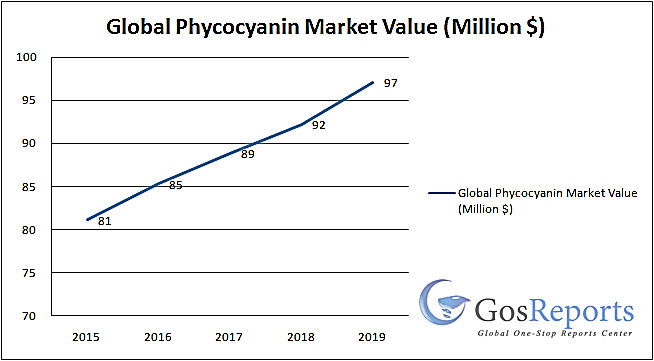 Global Phycocyanin Market Value (Million $)
100
95
90
85
80
75
70
81
85
89
92
97
2015 2016 2017 2018 2019
Global Phycocyanin Market Value
(Million $)
GosReports
Global One-Stop Reports Center